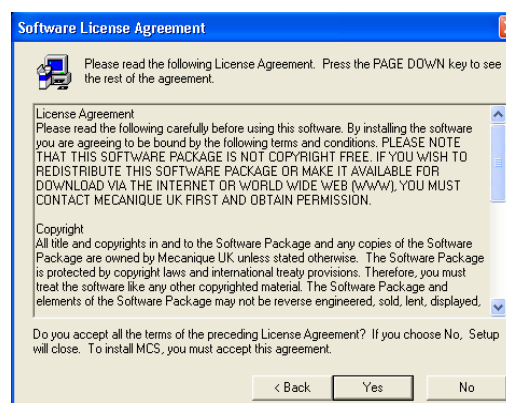 Software License Agreement
Please read the following License Agreement. Press the PAGE DOWN key to see
the rest of the agreement.
License Agreement
Please read the following carefully before using this software. By installing the software
you are agreeing to be bound by the following terms and conditions. PLEASE NOTE
THAT THIS SOFTWARE PACKAGE IS NOT COPYRIGHT FREE. IF YOU WISH TO
REDISTRIBUTE THIS SOFTWARE PACKAGE OR MAKE IT AVAILABLE FOR
DOWNLOAD VIA THE INTERNET OR WORLD WIDE WEB (WWW), YOU MUST
CONTACT MECANIQUE UK FIRST AND OBTAIN PERMISSION.
Copyright
All title and copyrights in and to the Software Package and any copies of the Software
Package are owned by Mecanique UK unless stated otherwise. The Software Package
is protected by copyright laws and international treaty provisions. Therefore, you must
treat the software like any other copyrighted material. The Software Package and
elements of the Software Package may not be reverse engineered, sold, lent, displayed,
Do you accept all the terms of the preceding License Agreement? If you choose No, Setup
will close. To install MCS, you must accept this agreement.
< Back
Yes
No